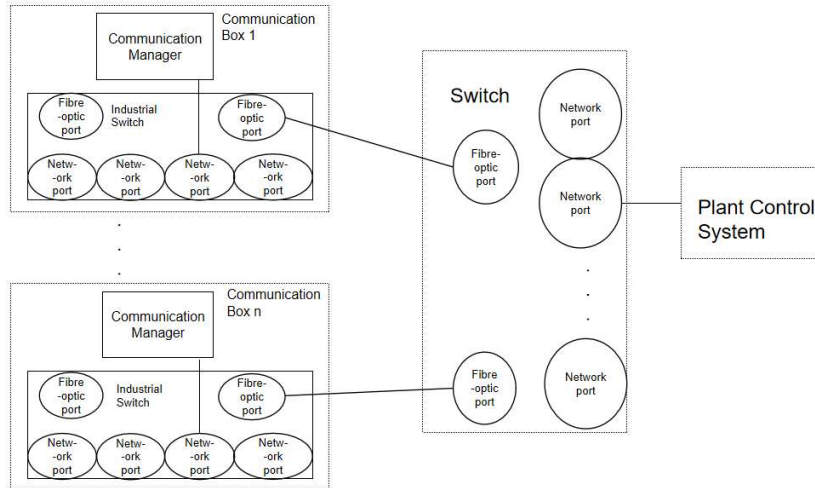 Communication
Box 1
Communication
Manager
Fibre
-optic
port
Industrial
Switch
Fibre-
optic
port
Netw-
-ork
port
Netw-
-ork
port
Netw-
-ork
port
Netw-
-ork
port
Switch
Network
port
Fibre-
optic
port
Network
port
Plant Control
System
Communication
Box n
Communication
Manager
Fibre
-optic
port
Industrial
Switch
Fibre-
optic
port
Netw-
-ork
port
Netw-
-ork
port
Netw-
-ork
port
Netw-
-ork
port
Fibre
-optic
port
Network
port